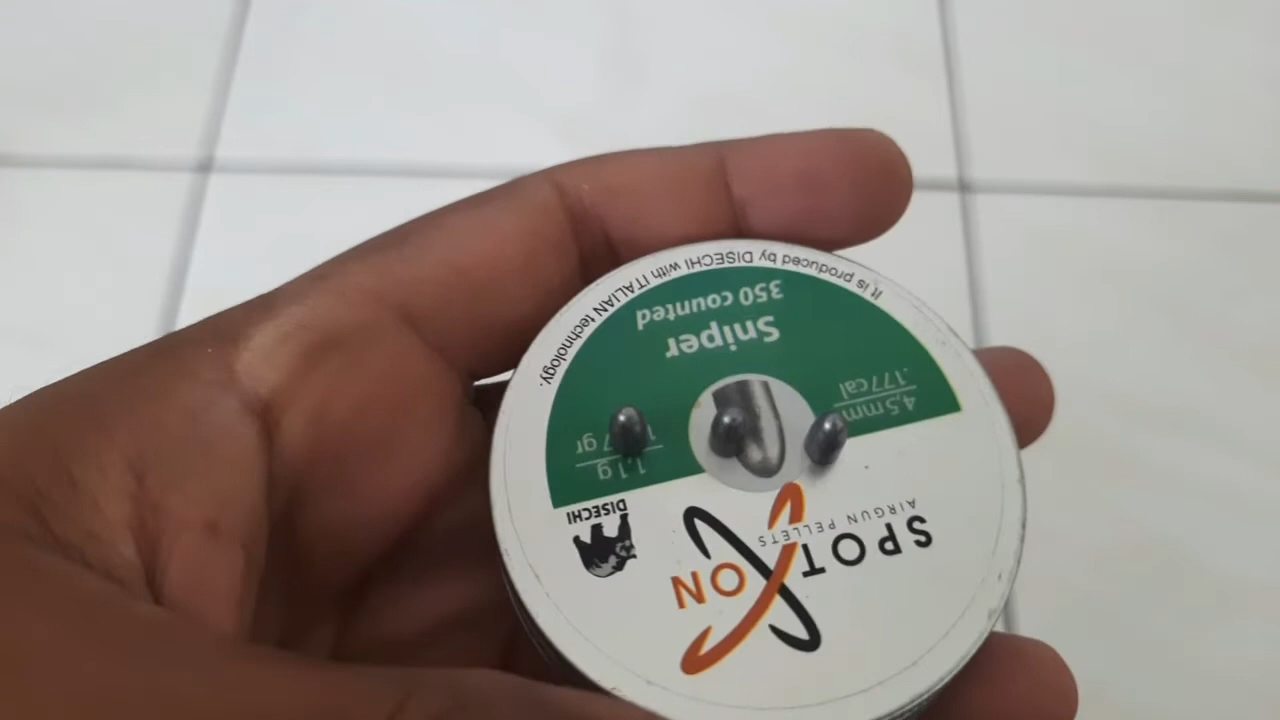 SPOT ON
AIRGUN PELLETS
DISECHI
4,5mm
.177cal
1,1g
gr
Sniper
350 counted
It is produced by DISECHI with ITALIAN technology.